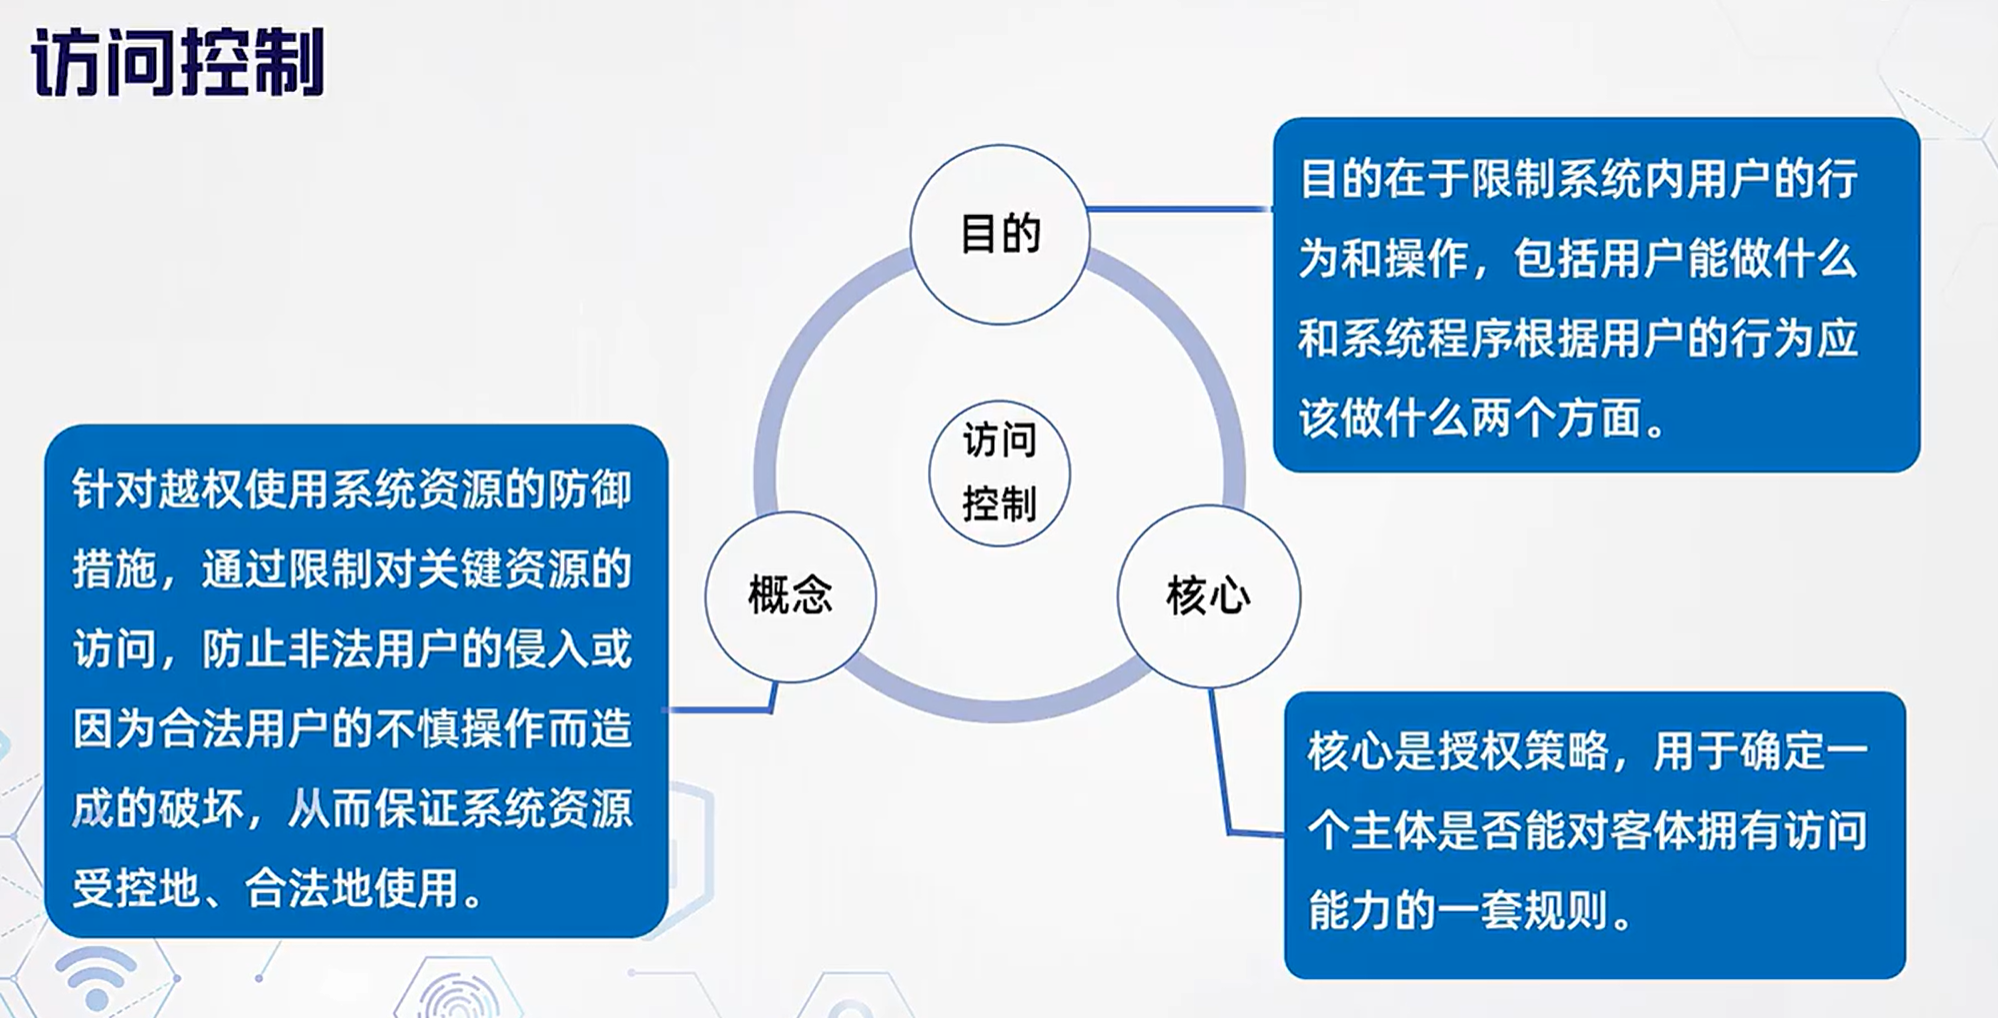 访问控制
目的
目的在于限制系统内用户的行
为和操作，包括用户能做什么
和系统程序根据用户的行为应
该做什么两个方面。
访问
控制
概念
针对越权使用系统资源的防御
措施，通过限制对关键资源的
访问，防止非法用户的侵入或
因为合法用户的不慎操作而造
成的破坏，从而保证系统资源
受控地、合法地使用。
核心
核心是授权策略，用于确定一
个主体是否能对客体拥有访问
能力的一套规则。